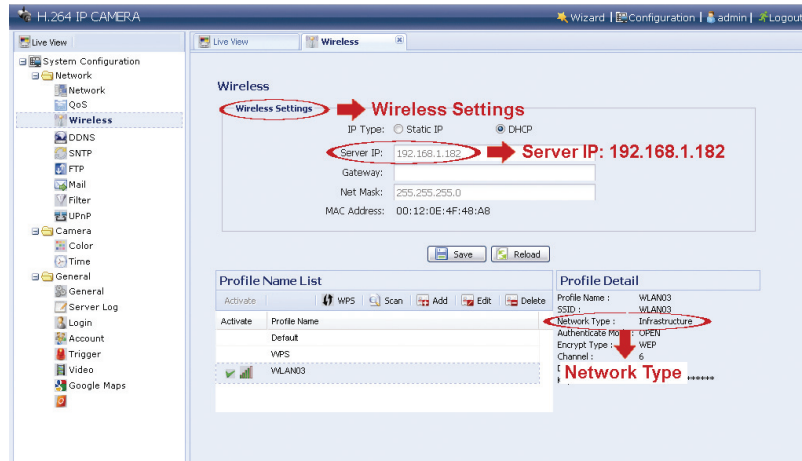 H.264 IP CAMERA
Wizard | Configuration | admin | Logout
Live View
System Configuration
Network
Network
QoS
Wireless
DDNS
SNTP
FTP
Mail
Filter
UPnP
Camera
Color
Time
General
General
Server Log
Login
Account
Trigger
Video
Google Maps
Live View
Wireless
Wireless
Wireless Settings
Wireless Settings
IP Type: Static IP DHCP
Server IP: 192.168.1.182
Server IP: 192.168.1.182
Gateway:
Net Mask: 255.255.255.0
MAC Address: 00:12:0E:4F:48:A8
Save Reload
Profile Name List
Activate WPS Scan Add Edit Delete
Activate Profile Name
Default
WPS
WLAN03
Profile Detail
Profile Name : WLAN03
SSID : WLAN03
Network Type : Infrastructure
Authenticate OPEN
Encrypt Type : WEP
Channel : 6
Network Type
*******